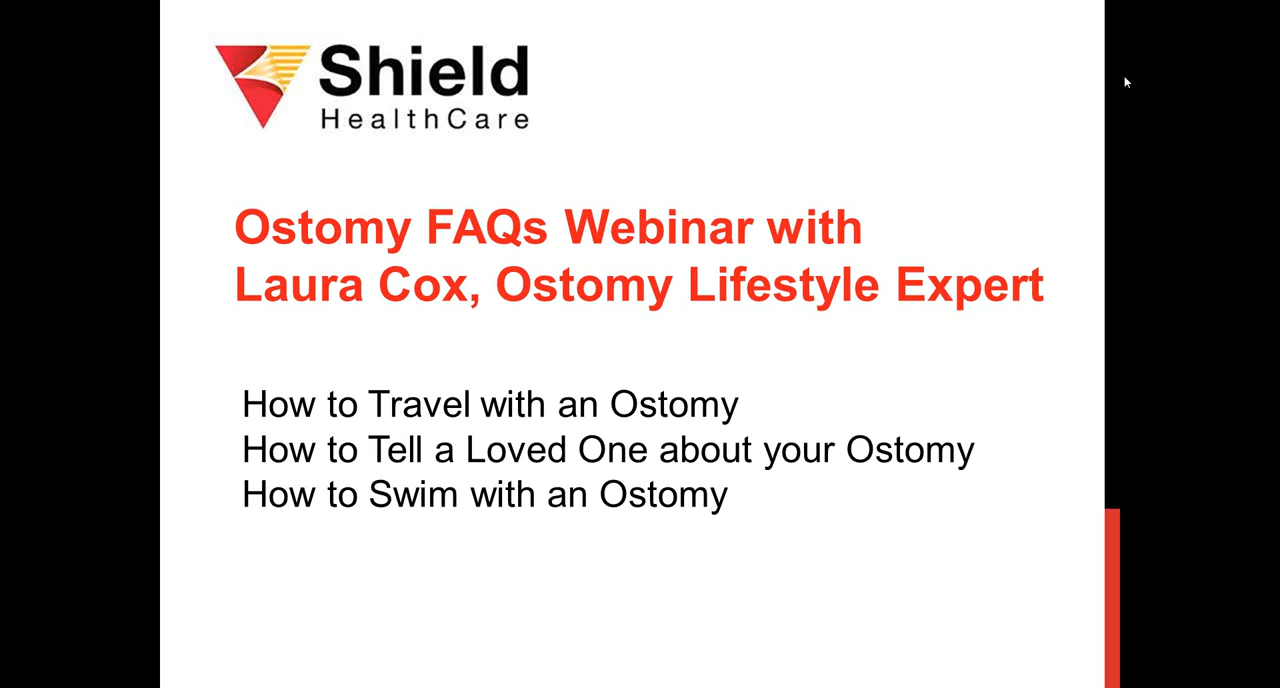 Shield
HealthCare
Ostomy FAQs Webinar with
Laura Cox, Ostomy Lifestyle Expert
How to Travel with an Ostomy
How to Tell a Loved One about your Ostomy
How to Swim with an Ostomy